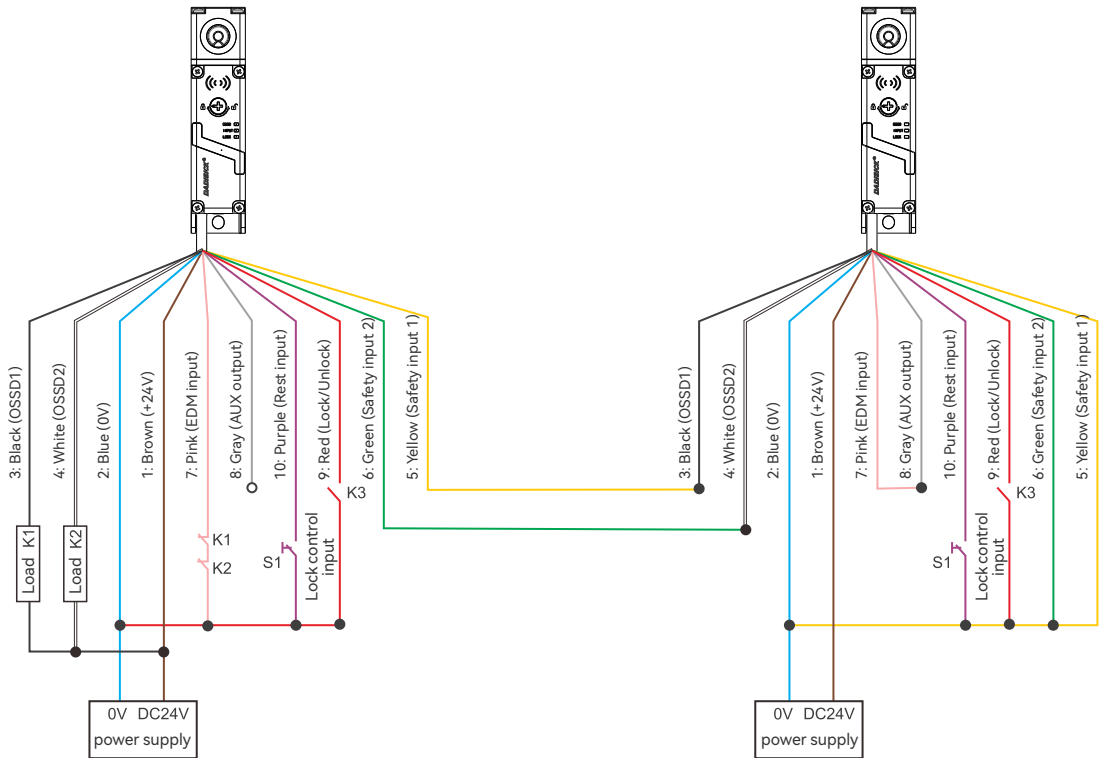 DADISICK®
3: Black (OSSD1)
4: White (OSSD2)
2: Blue (0V)
1: Brown (+24V)
7: Pink (EDM input)
8: Gray (AUX output)
10: Purple (Rest input)
9: Red (Lock/Unlock)
6: Green (Safety input 2)
5: Yellow (Safety input 1)
Load K1
Load K2
K1
K2
S1
K3
Lock control
input
0V DC24V
power supply
DADISICK®
3: Black (OSSD1)
4: White (OSSD2)
2: Blue (0V)
1: Brown (+24V)
7: Pink (EDM input)
8: Gray (AUX output)
10: Purple (Rest input)
9: Red (Lock/Unlock)
6: Green (Safety input 2)
5: Yellow (Safety input 1)
S1
K3
Lock control
input
0V DC24V
power supply